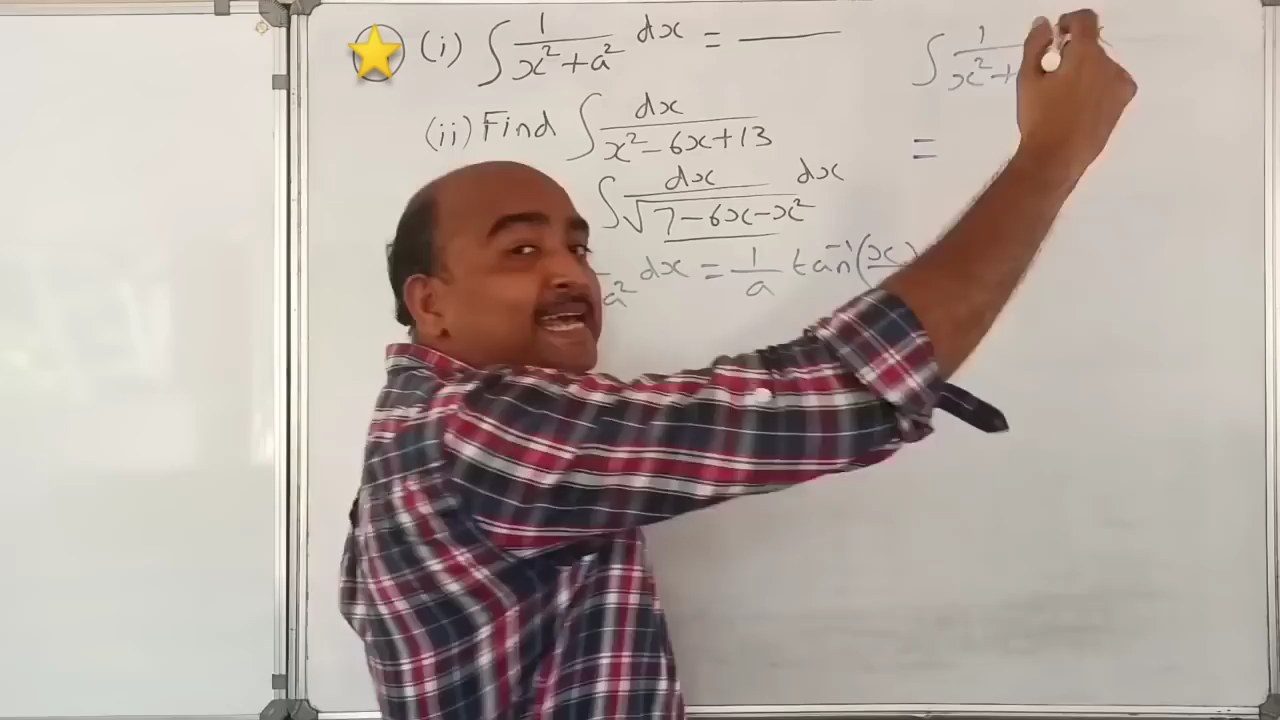 (i) ∫ 1/(x²+a²) dx = ———
(ii) Find ∫ dx/(x²-6x+13)
∫ dx/√(7-6x-x²) dx
a² dx = 1/a tan⁻¹(x
∫ 1/(x²+
=